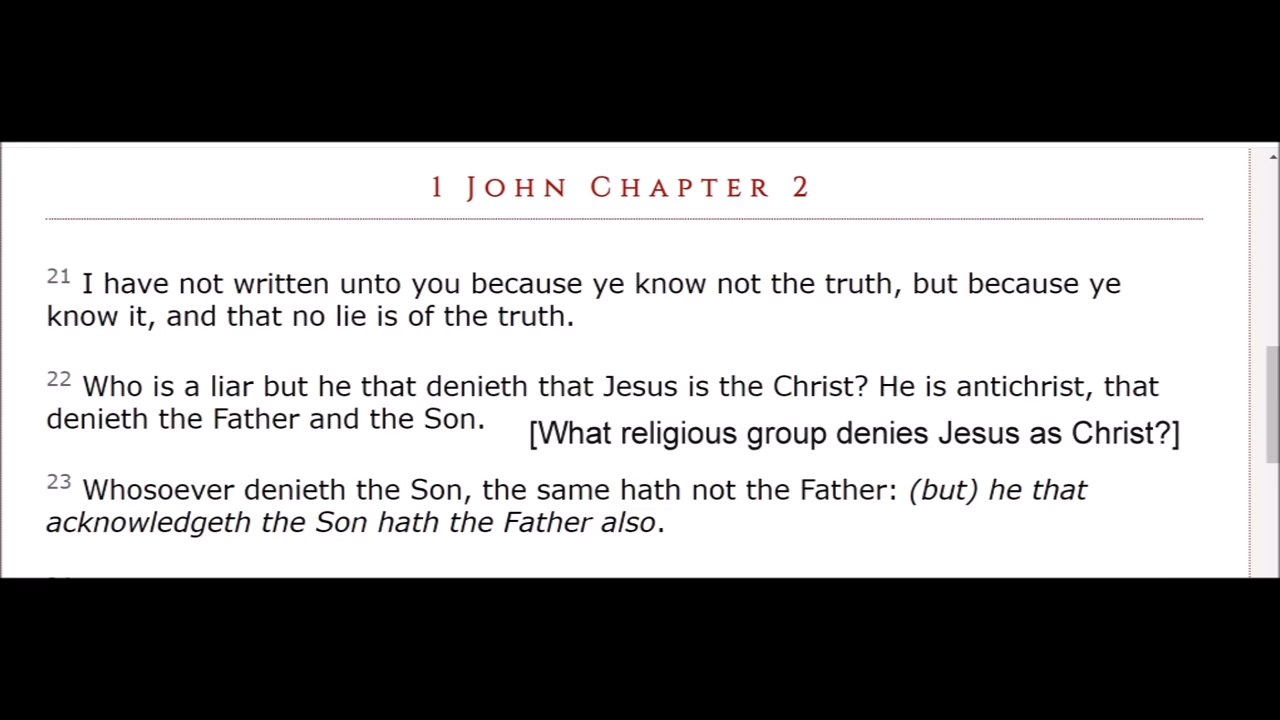 1 John Chapter 2
21 I have not written unto you because ye know not the truth, but because ye
know it, and that no lie is of the truth.
22 Who is a liar but he that denieth that Jesus is the Christ? He is antichrist, that
denieth the Father and the Son.
[What religious group denies Jesus as Christ?]
23 Whosoever denieth the Son, the same hath not the Father: (but) he that
acknowledgeth the Son hath the Father also.